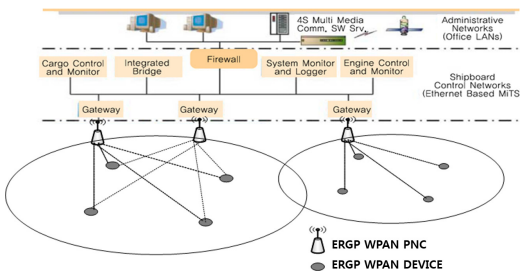 4S Multi Media
Comm, SW Srv.
Administrative
Networks
(Office LANs)
Cargo Control
and Monitor
Integrated
Bridge
Firewall
System Monitor
and Logger
Engine Control
and Monitor
Shipboard
Control Networks
(Ethernet Based MiTS
Gateway
Gateway
Gateway
ERGP WPAN PNC
ERGP WPAN DEVICE